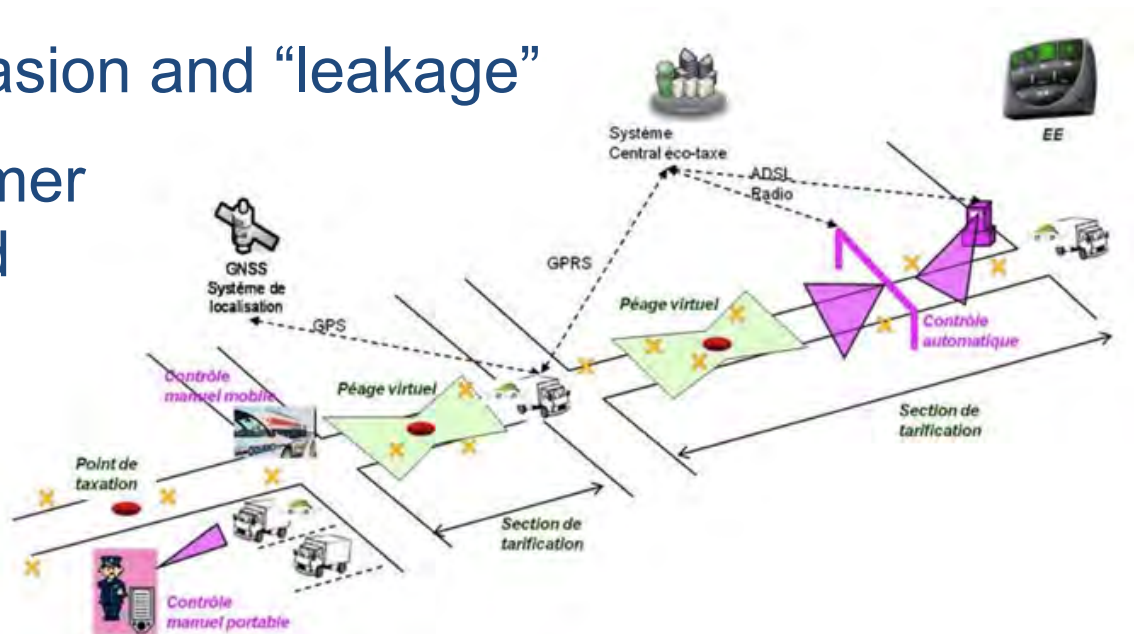 asion and “leakage”
mer
d
Système
Central éco-taxe
EE
ADSL
Radio
GNSS
Système de
localisation
GPRS
GPS
Péage virtuel
Contrôle
automatique
Contrôle
manuel mobile
Péage virtuel
Section de
tarification
Point de
taxation
Section de
tarification
Contrôle
manuel portable